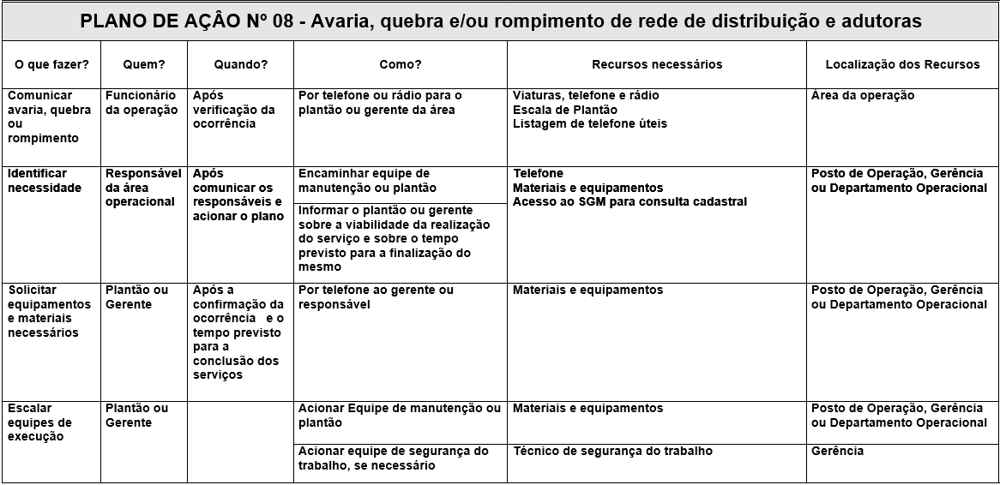 PLANO DE AÇÂO Nº 08 - Avaria, quebra e/ou rompimento de rede de distribuição e adutoras
O que fazer?
Quem?
Quando?
Como?
Recursos necessários
Localização dos Recursos
Comunicar
avaria, quebra
ou
rompimento
Funcionário
da operação
Após
verificação da
ocorrência
Por telefone ou rádio para o
plantão ou gerente da área
Viaturas, telefone e rádio
Escala de Plantão
Listagem de telefone úteis
Área da operação
Identificar
necessidade
Responsável
da área
operacional
Após
comunicar os
responsáveis e
acionar o plano
Encaminhar equipe de
manutenção ou plantão
Informar o plantão ou gerente
sobre a viabilidade da realização
do serviço e sobre o tempo
previsto para a finalização do
mesmo
Telefone
Materiais e equipamentos
Acesso ao SGM para consulta cadastral
Posto de Operação, Gerência
ou Departamento Operacional
Solicitar
equipamentos
e materiais
necessários
Plantão ou
Gerente
Após a
confirmação da
ocorrência e o
tempo previsto
para a
conclusão dos
serviços
Por telefone ao gerente ou
responsável
Materiais e equipamentos
Posto de Operação, Gerência
ou Departamento Operacional
Escalar
equipes de
execução
Plantão ou
Gerente
Acionar Equipe de manutenção ou
plantão
Materiais e equipamentos
Posto de Operação, Gerência
ou Departamento Operacional
Acionar equipe de segurança do
trabalho, se necessário
Técnico de segurança do trabalho
Gerência